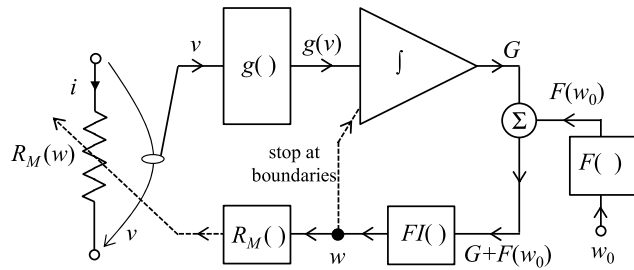 v
g( )
g(v)
∫
G
i
F(w₀)
Σ
R_M(w)
stop at
boundaries
F( )
v
R_M( )
w
FI( )
G+F(w₀)
w₀